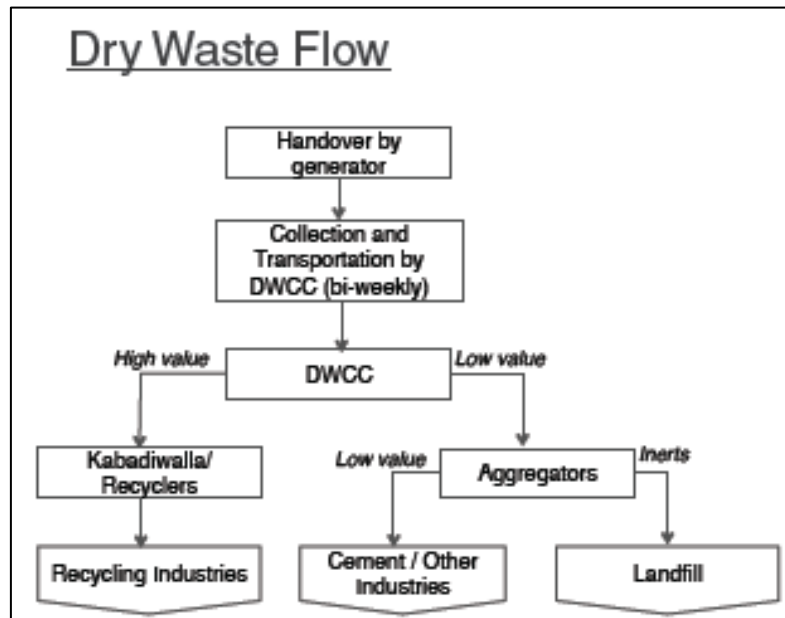 Dry Waste Flow
Handover by
generator
Collection and
Transportation by
DWCC (bi-weekly)
High value
DWCC
Low value
Kabadiwalla/
Recyclers
Low value
Aggregators
Inerts
Recycling industries
Cement / Other
industries
Landfill